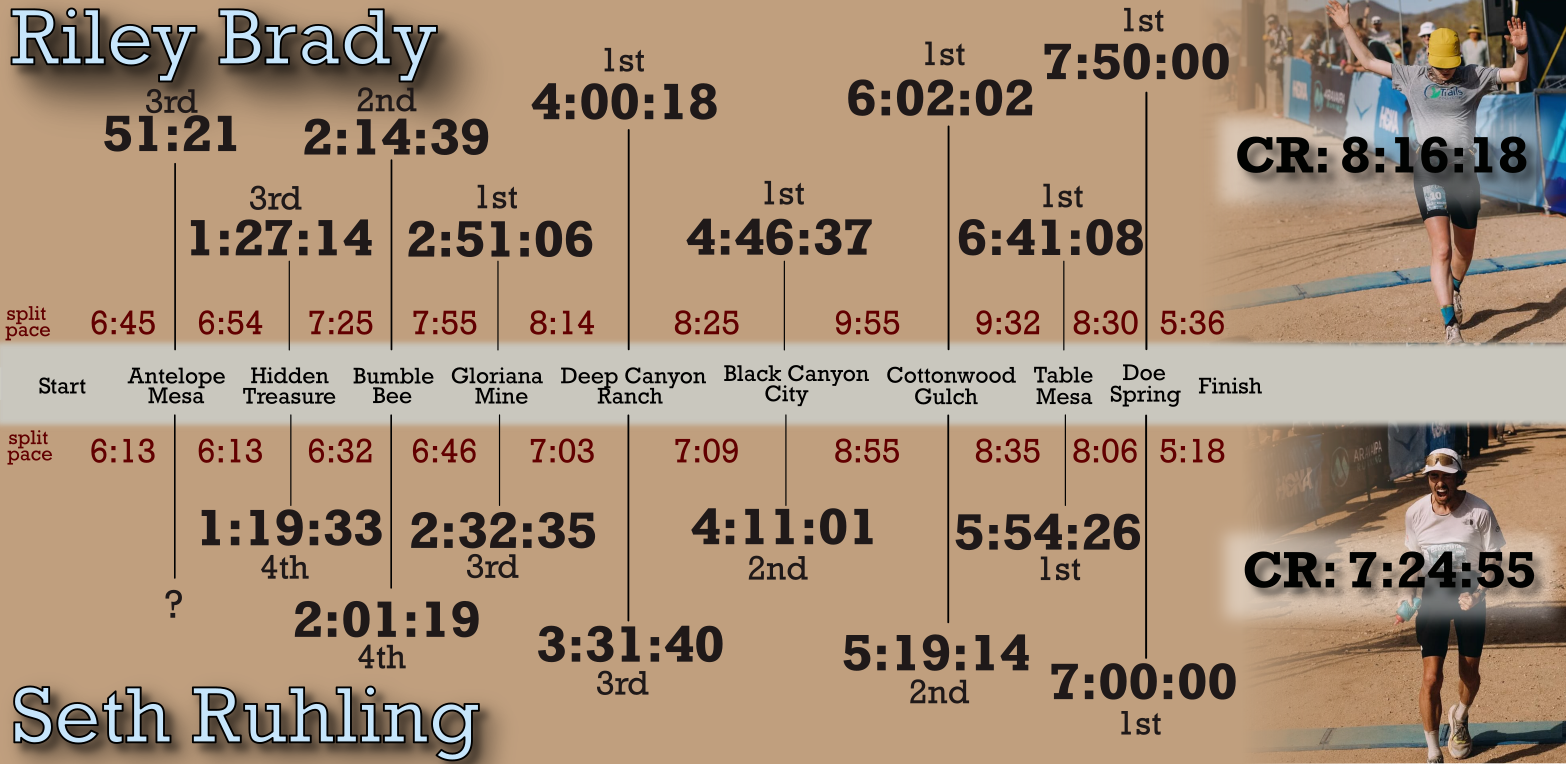 Riley Brady
3rd
51:21
2nd
2:14:39
1st
4:00:18
1st
6:02:02
1st
7:50:00
3rd
1:27:14
1st
2:51:06
1st
4:46:37
1st
6:41:08
CR: 8:16:18
Trails
HOKA
HOKA
10
split
pace
6:45 6:54 7:25 7:55 8:14 8:25 9:55 9:32 8:30 5:36
Start
Antelope
Mesa
Hidden
Treasure
Bumble
Bee
Gloriana
Mine
Deep Canyon
Ranch
Black Canyon
City
Cottonwood
Gulch
Table
Mesa
Doe
Spring
Finish
split
pace
6:13 6:13 6:32 6:46 7:03 7:09 8:55 8:35 8:06 5:18
?
1:19:33
4th
2:01:19
4th
2:32:35
3rd
3:31:40
3rd
4:11:01
2nd
5:19:14
2nd
5:54:26
1st
7:00:00
1st
HOKA
ARAVAIPA
CR: 7:24:55
Seth Ruhling